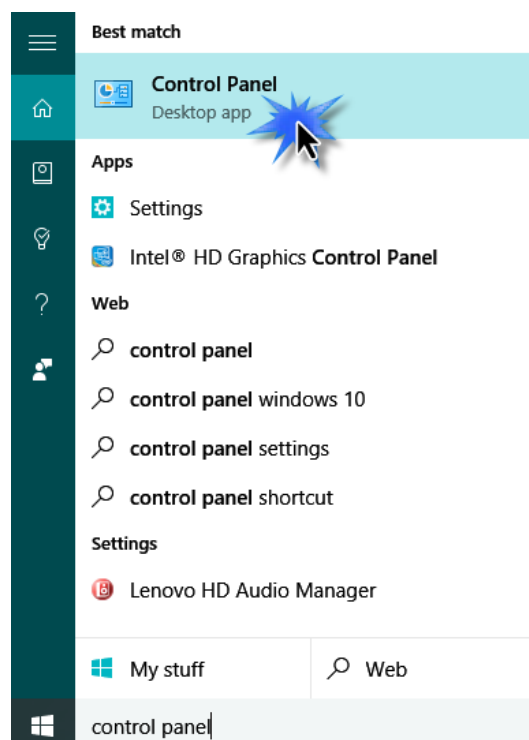 Best match
Control Panel
Desktop app
Apps
Settings
Intel® HD Graphics Control Panel
Web
control panel
control panel windows 10
control panel settings
control panel shortcut
Settings
Lenovo HD Audio Manager
My stuff
Web
control panel